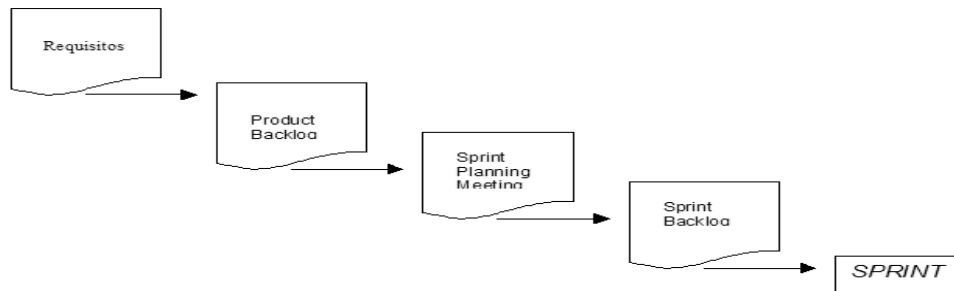 Requisitos
Product
Backlog
Sprint
Planning
Meeting
Sprint
Backlog
SPRINT